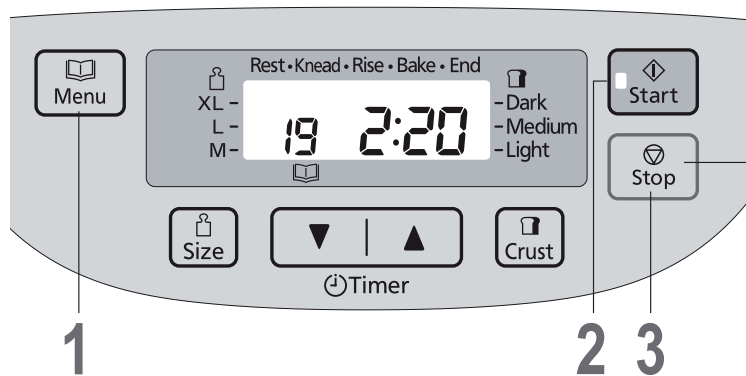 Menu
Rest • Knead • Rise • Bake • End
XL –
L –
M –
19 2:20
– Dark
– Medium
– Light
Start
Stop
Size
▼ | ▲
Crust
Timer
1
2
3